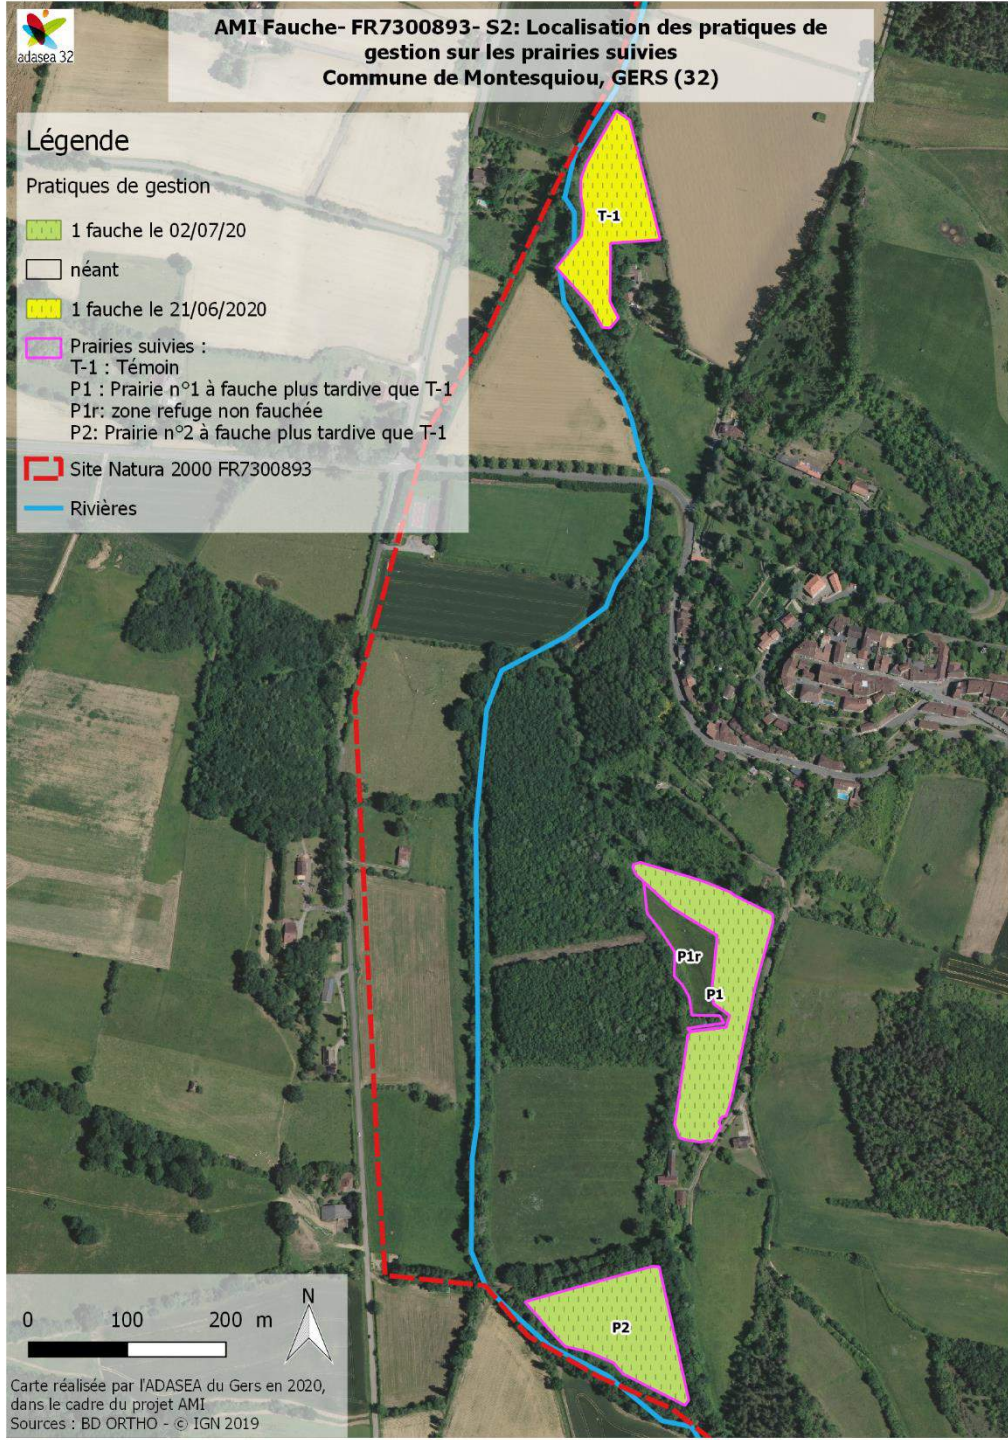 adasea 32
AMI Fauche- FR7300893- S2: Localisation des pratiques de
gestion sur les prairies suivies
Commune de Montesquiou, GERS (32)
Légende
Pratiques de gestion
1 fauche le 02/07/20
néant
1 fauche le 21/06/2020
Prairies suivies :
T-1 : Témoin
P1 : Prairie n°1 à fauche plus tardive que T-1
P1r: zone refuge non fauchée
P2: Prairie n°2 à fauche plus tardive que T-1
Site Natura 2000 FR7300893
Rivières
T-1
P1r
P1
P2
0 100 200 m
N
Carte réalisée par l'ADASEA du Gers en 2020,
dans le cadre du projet AMI
Sources : BD ORTHO - © IGN 2019